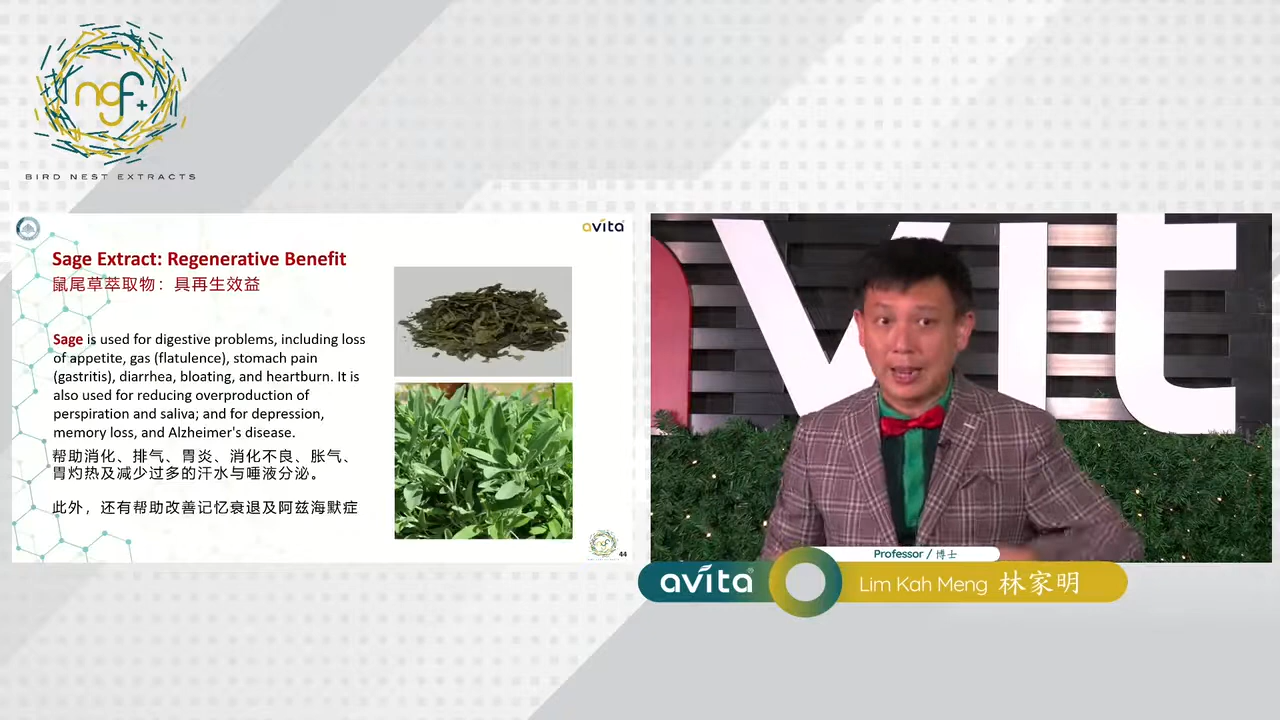 ngf+
BIRD NEST EXTRACTS
avita
Sage Extract: Regenerative Benefit
鼠尾草萃取物：具再生效益
Sage is used for digestive problems, including loss
of appetite, gas (flatulence), stomach pain
(gastritis), diarrhea, bloating, and heartburn. It is
also used for reducing overproduction of
perspiration and saliva; and for depression,
memory loss, and Alzheimer's disease.
帮助消化、排气、胃炎、消化不良、胀气、
胃灼热及减少过多的汗水与唾液分泌。
此外，还有帮助改善记忆衰退及阿兹海默症
ngf+
44
vit
Professor / 博士
avita®
Lim Kah Meng 林家明